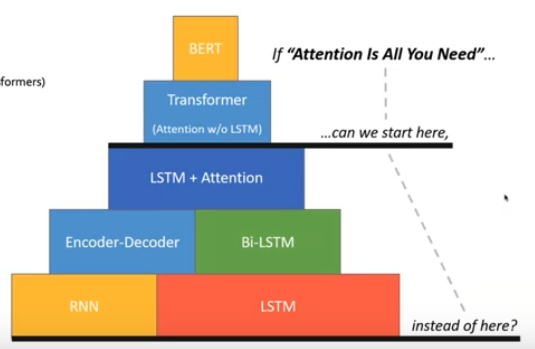 BERT
If “Attention Is All You Need”...
formers)
Transformer
(Attention w/o LSTM)
...can we start here,
LSTM + Attention
Encoder-Decoder
Bi-LSTM
RNN
LSTM
instead of here?